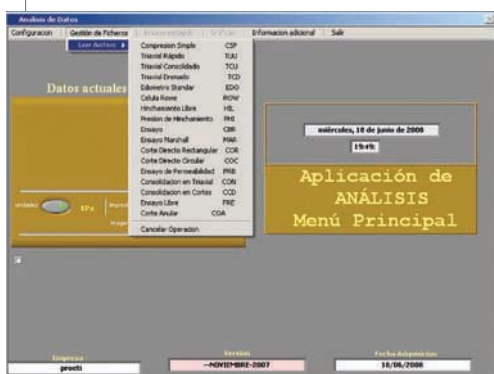 Analisis de Datos
Configuracion Gestión de Ficheros Informacion adicional Salir
Leer Archivo
Compresion Simple CSP
Triaxial Rápido TUU
Triaxial Consolidado TCU
Triaxial Drenado TCD
Edometro Standar EDO
Celula Rowe ROW
Hinchamiento Libre HIL
Presion de Hinchamiento PHI
Ensayo CBR
Ensayo Marshall MAR
Corte Directo Rectangular COR
Corte Directo Circular COC
Ensayo de Permeabilidad PMB
Consolidacion en Triaxial CON
Consolidacion en Cortes CCD
Ensayo Libre FRE
Corte Anular COA
Cancelar Operacion
Datos actuales
KPa
miércoles, 18 de junio de 2008
19:49:
Aplicación de
ANÁLISIS
Menú Principal
Empresa Version Fecha Adquisicion
procti --NOVIEMBRE-2007 18/06/2008